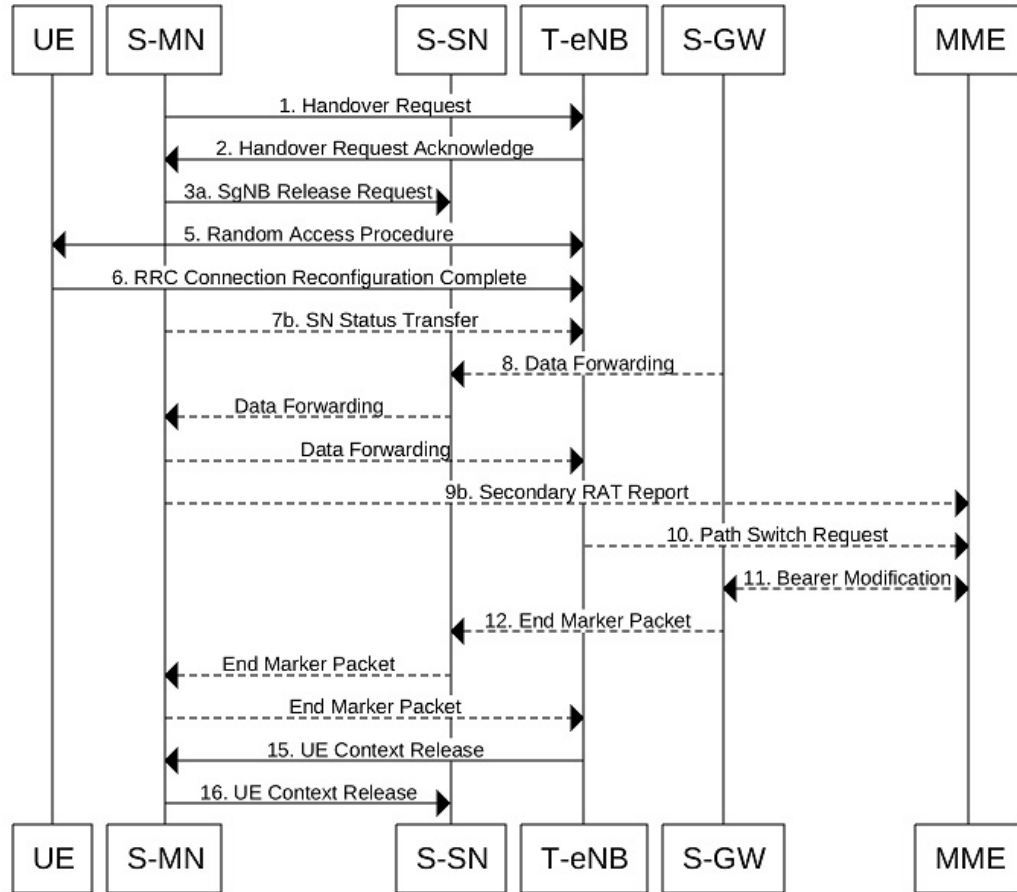 UE S-MN S-SN T-eNB S-GW MME
1. Handover Request
2. Handover Request Acknowledge
3a. SgNB Release Request
5. Random Access Procedure
6. RRC Connection Reconfiguration Complete
7b. SN Status Transfer
8. Data Forwarding
Data Forwarding
Data Forwarding
9b. Secondary RAT Report
10. Path Switch Request
11. Bearer Modification
12. End Marker Packet
End Marker Packet
End Marker Packet
15. UE Context Release
16. UE Context Release
UE S-MN S-SN T-eNB S-GW MME